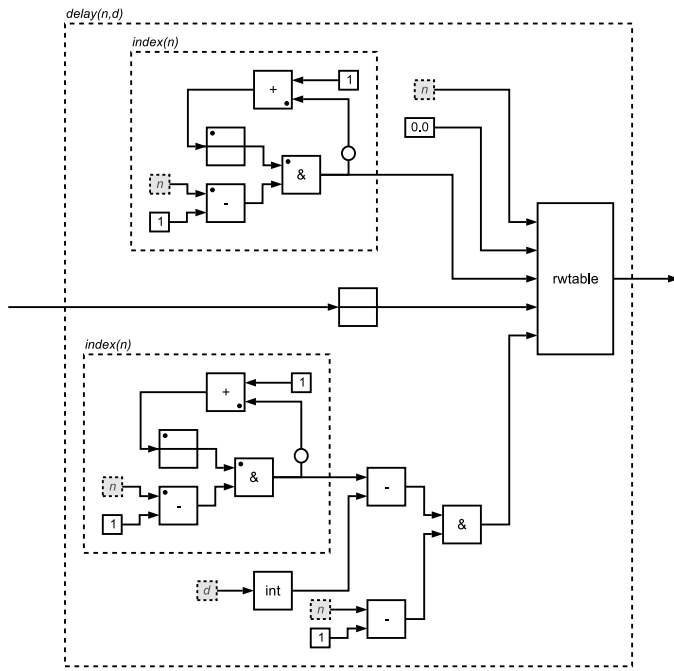 delay(n,d)
index(n)
1
+
n
0.0
n
&
-
1
rwtable
index(n)
1
+
&
n
-
1
-
&
d
int
n
-
1